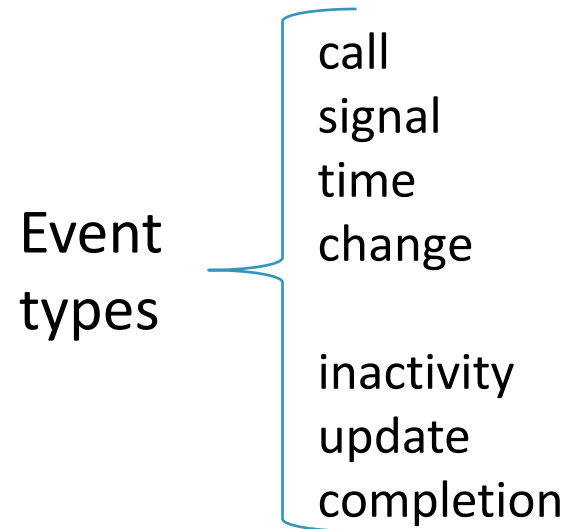 Event
types
call
signal
time
change
inactivity
update
completion